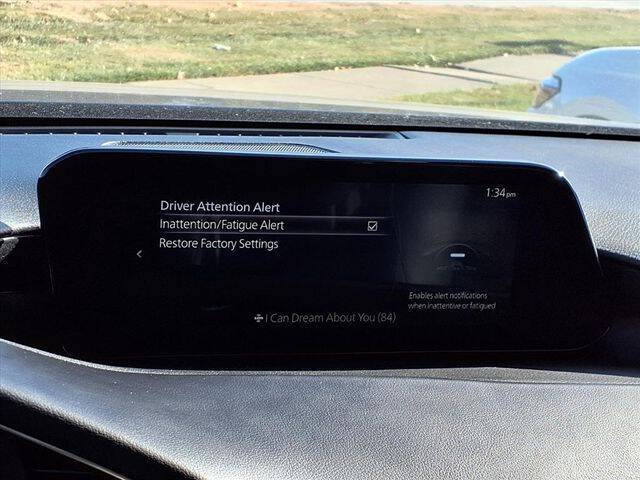 1:34pm
Driver Attention Alert
Inattention/Fatigue Alert
Restore Factory Settings
Enables alert notifications
when inattentive or fatigued
I Can Dream About You (84)